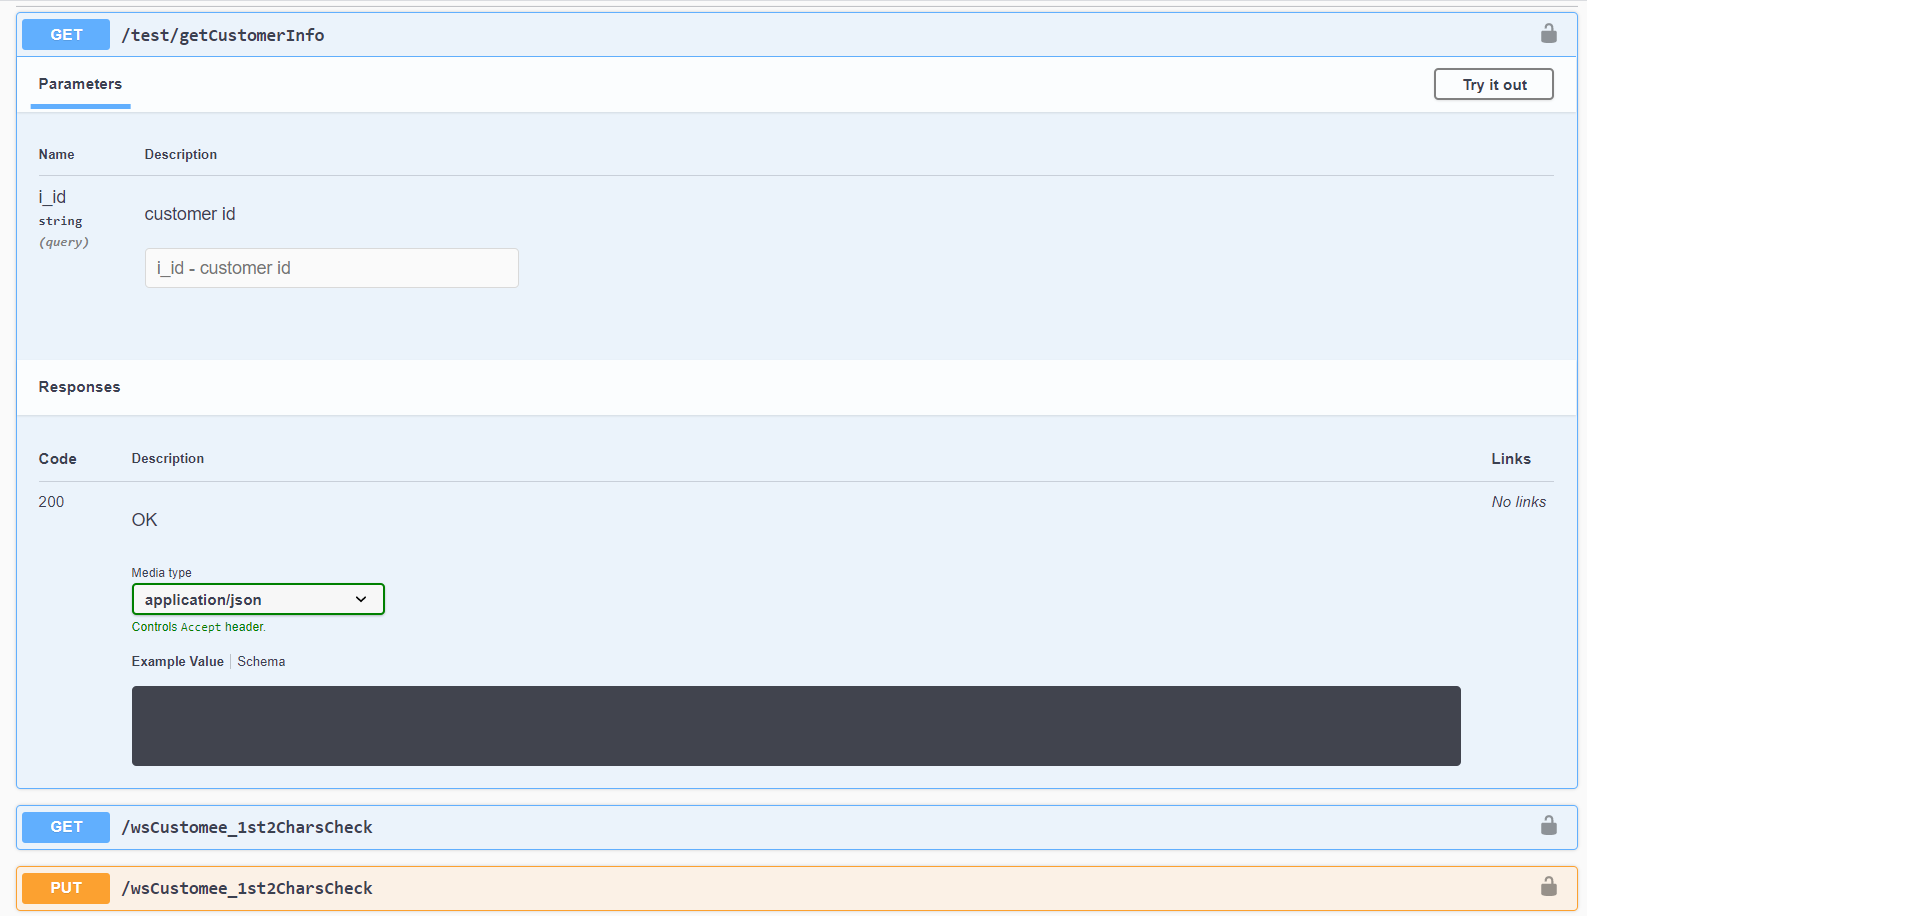 GET /test/getCustomerInfo
Parameters
Try it out
Name Description
i_id
string
(query)
customer id
i_id - customer id
Responses
Code Description Links
200
OK
No links
Media type
application/json
Controls Accept header.
Example Value Schema
GET /wsCustomee_1st2CharsCheck
PUT /wsCustomee_1st2CharsCheck